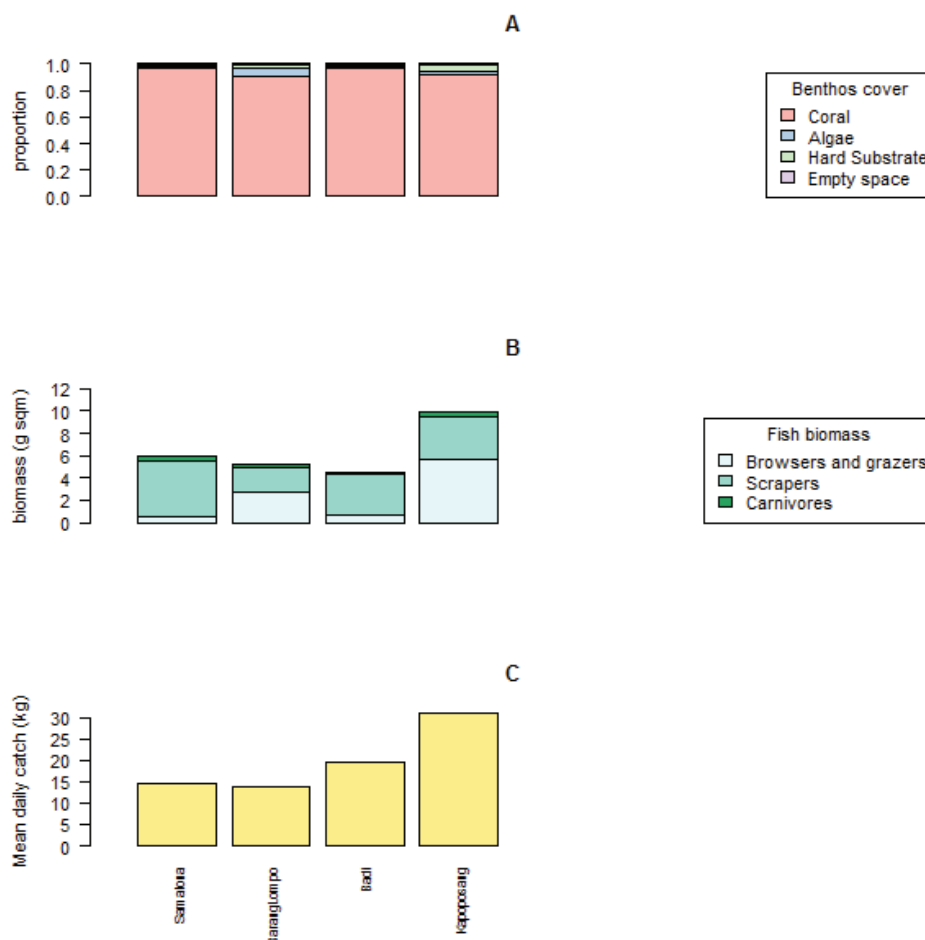 A
proportion
1.0
0.8
0.6
0.4
0.2
0.0
Benthos cover
Coral
Algae
Hard Substrate
Empty space
B
biomass (g sqm)
12
10
8
6
4
2
0
Fish biomass
Browsers and grazers
Scrapers
Carnivores
C
Mean daily catch (kg)
30
25
20
15
10
5
0
Samalona
BarangLompo
Badi
Kapoposang